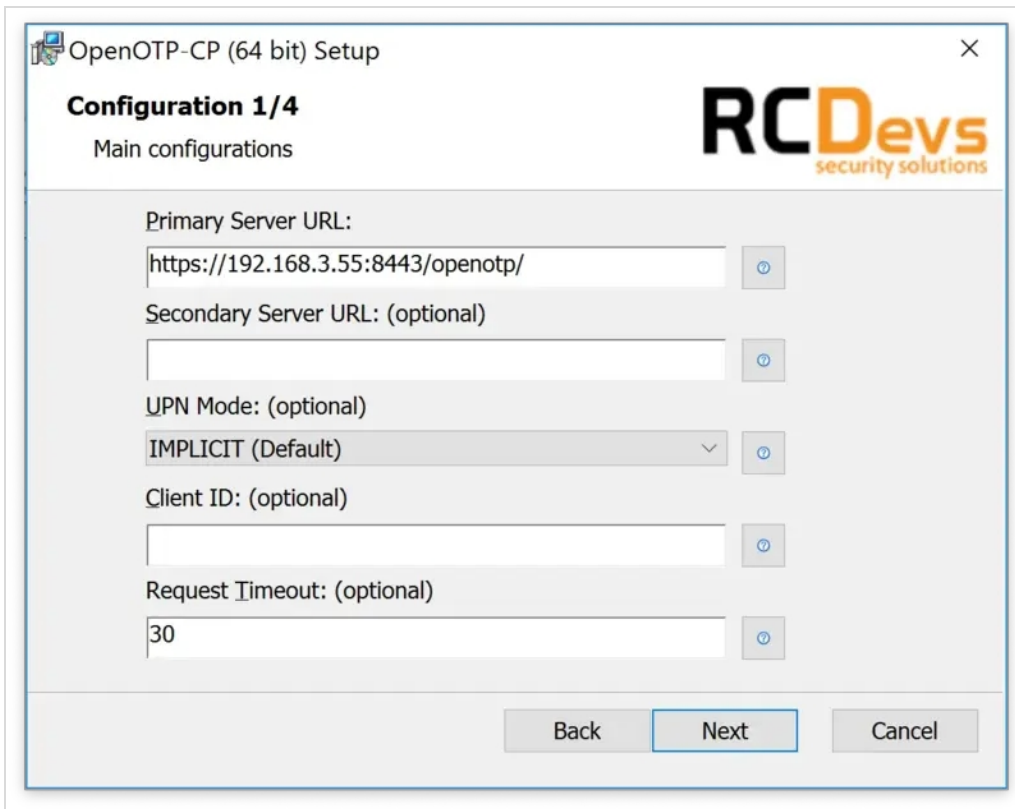 OpenOTP-CP (64 bit) Setup
Configuration 1/4
Main configurations
RCDevs
security solutions
Primary Server URL:
https://192.168.3.55:8443/openotp/
Secondary Server URL: (optional)
UPN Mode: (optional)
IMPLICIT (Default)
Client ID: (optional)
Request Timeout: (optional)
30
Back Next Cancel